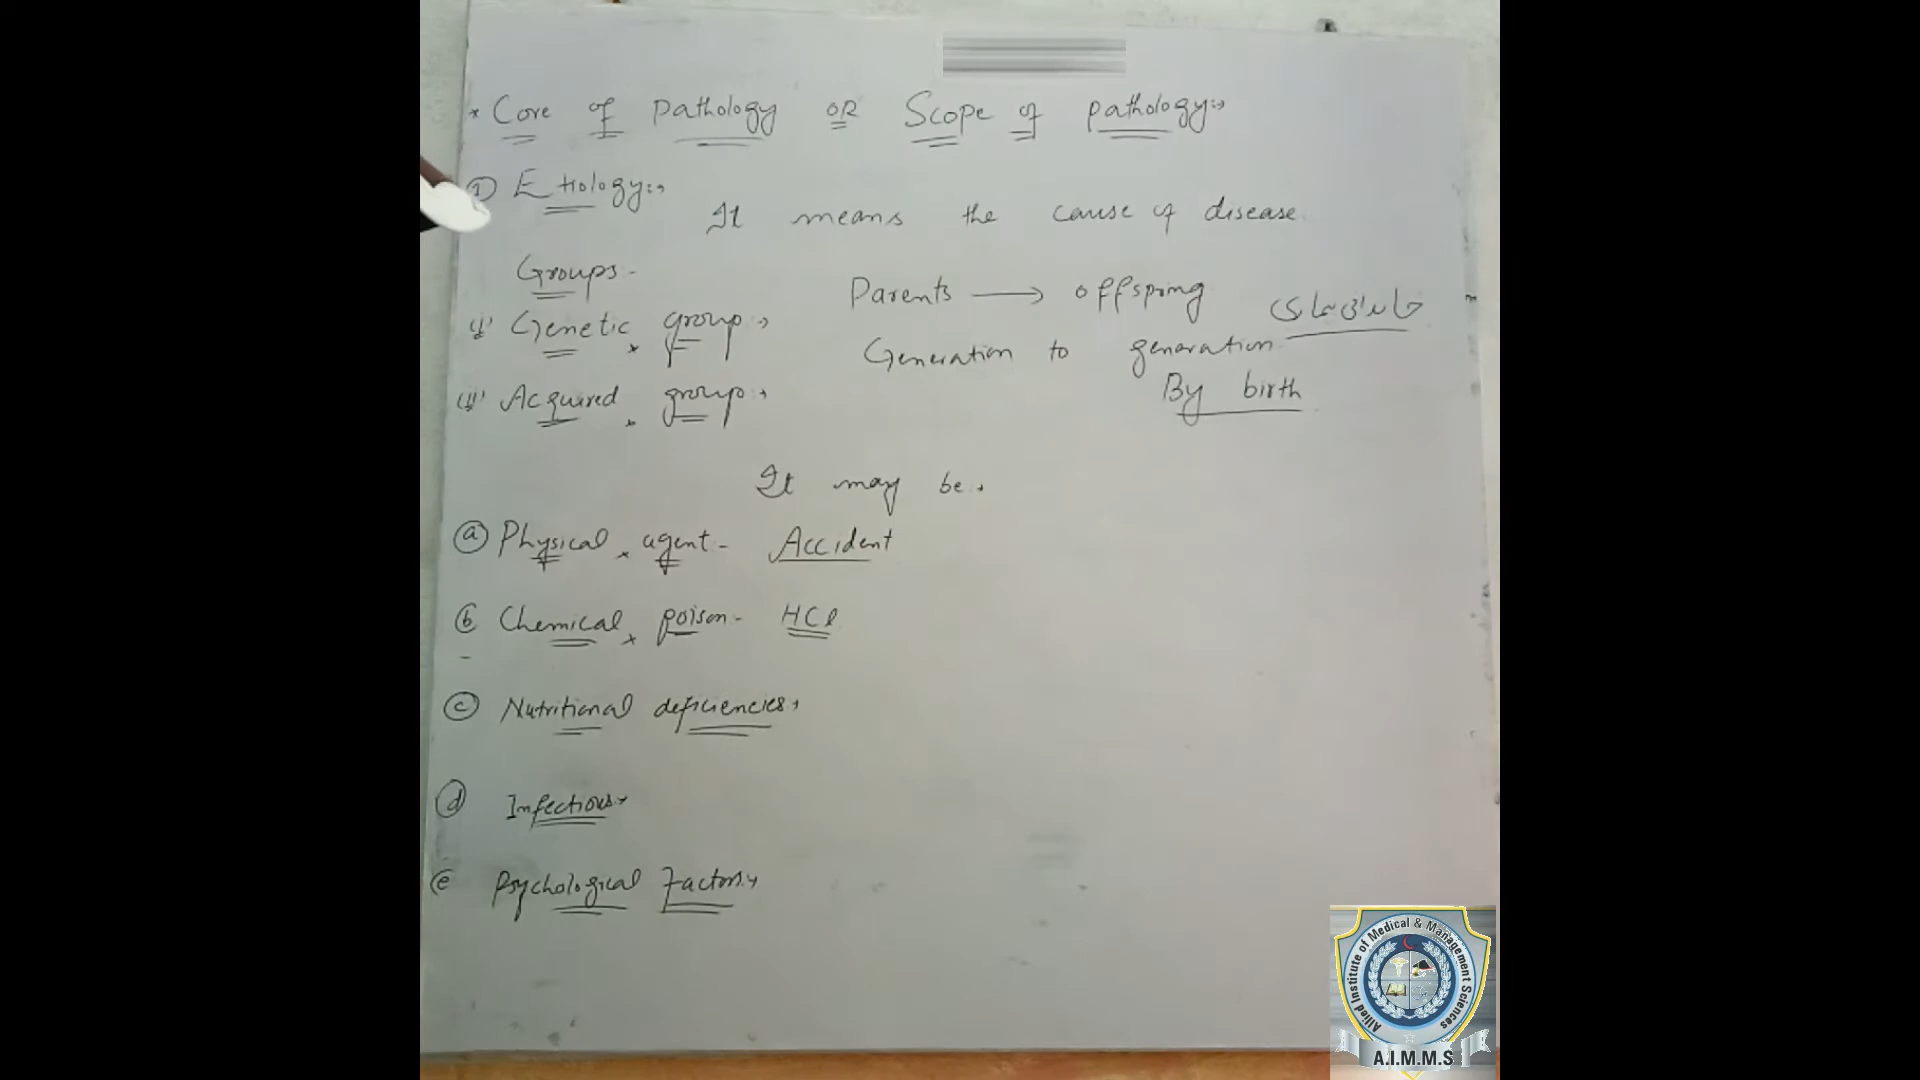 * Core of pathology OR Scope of pathology:→
① Etiology:→
It means the cause of disease.
Groups-
Parents → offspring
(i) Genetic group→
Generation to generation
By birth
(ii) Acquired group→
It may be→
ⓐ Physical agent- Accident
ⓑ Chemical poison- HCl
ⓒ Nutritional deficiencies→
ⓓ Infectious→
ⓔ Psychological Factors→
Allied Institute of Medical & Management Sciences
A.I.M.M.S